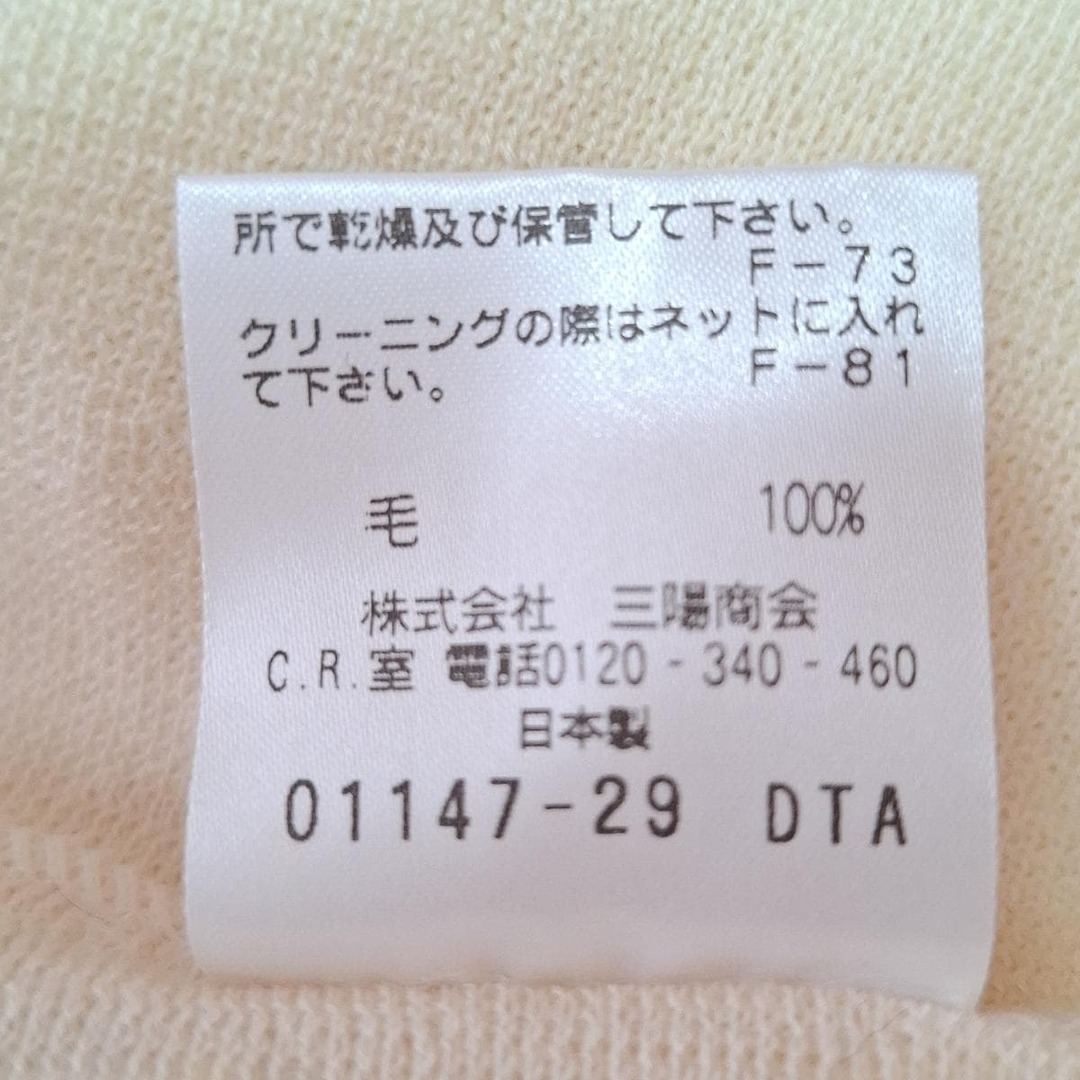 所で乾燥及び保管して下さい。
F-73
クリーニングの際はネットに入れ
て下さい。 F-81
毛 100%
株式会社 三陽商会
C.R.室 電話0120-340-460
日本製
01147-29 DTA